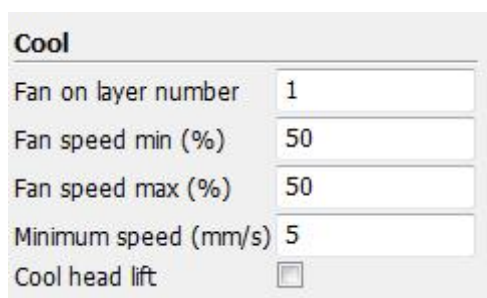 Cool
Fan on layer number 1
Fan speed min (%) 50
Fan speed max (%) 50
Minimum speed (mm/s) 5
Cool head lift